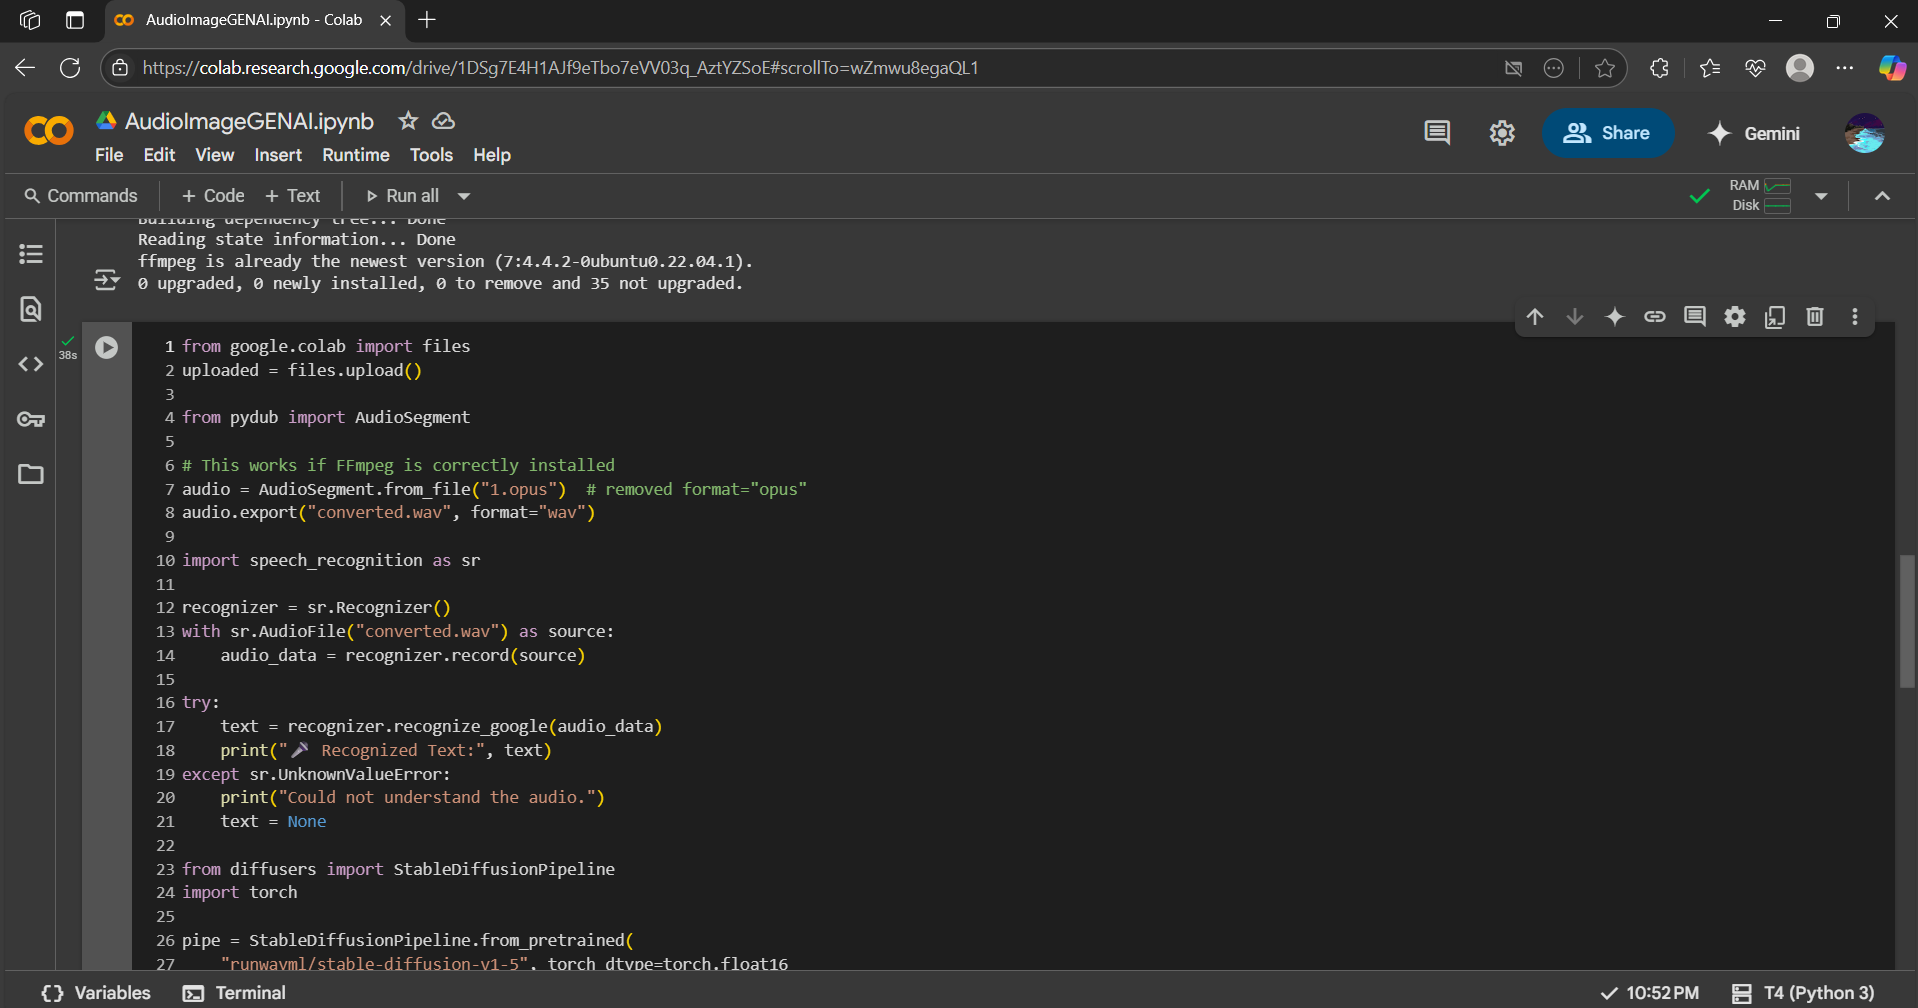 AudioImageGENAI.ipynb - Colab
https://colab.research.google.com/drive/1DSg7E4H1AJf9eTbo7eVV03q_AztYZSoE#scrollTo=wZmwu8egaQL1
AudioImageGENAI.ipynb
Share
Gemini
File Edit View Insert Runtime Tools Help
Commands + Code + Text Run all
RAM
Disk
Building dependency tree... Done
Reading state information... Done
ffmpeg is already the newest version (7:4.4.2-0ubuntu0.22.04.1).
0 upgraded, 0 newly installed, 0 to remove and 35 not upgraded.
38s
1 from google.colab import files
2 uploaded = files.upload()
3
4 from pydub import AudioSegment
5
6 # This works if FFmpeg is correctly installed
7 audio = AudioSegment.from_file("1.opus")  # removed format="opus"
8 audio.export("converted.wav", format="wav")
9
10 import speech_recognition as sr
11
12 recognizer = sr.Recognizer()
13 with sr.AudioFile("converted.wav") as source:
14     audio_data = recognizer.record(source)
15
16 try:
17     text = recognizer.recognize_google(audio_data)
18     print("🎤 Recognized Text:", text)
19 except sr.UnknownValueError:
20     print("Could not understand the audio.")
21     text = None
22
23 from diffusers import StableDiffusionPipeline
24 import torch
25
26 pipe = StableDiffusionPipeline.from_pretrained(
27     "runwayml/stable-diffusion-v1-5", torch_dtype=torch.float16
Variables Terminal
10:52 PM T4 (Python 3)